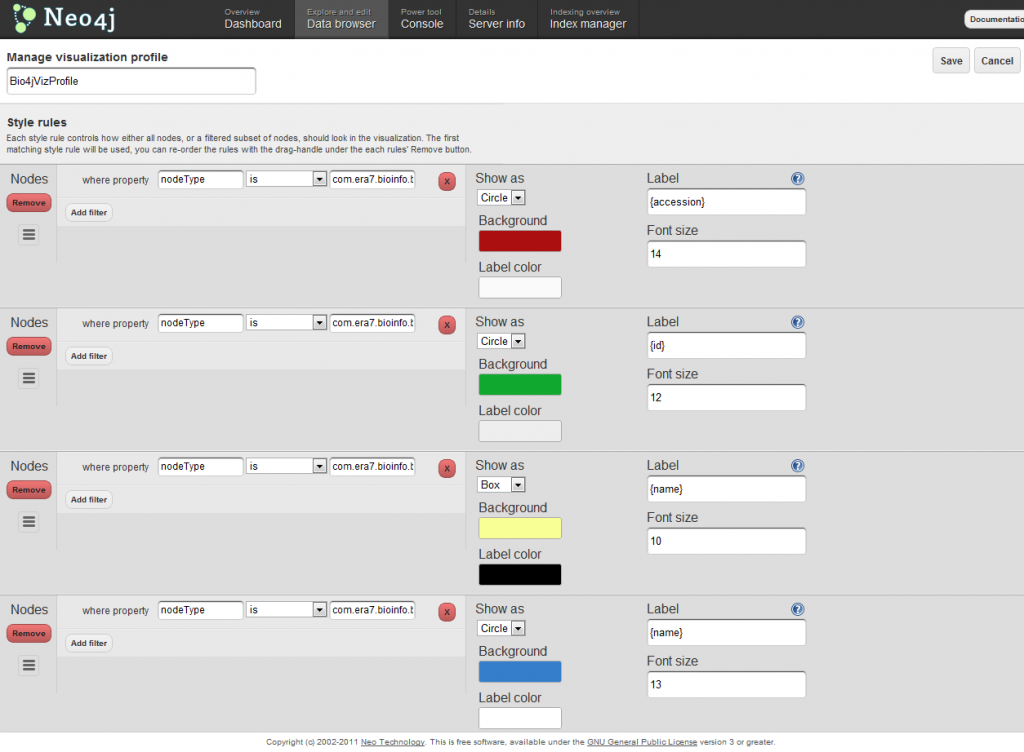 Neo4j
Overview
Dashboard
Explore and edit
Data browser
Power tool
Console
Details
Server info
Indexing overview
Index manager
Documentatio
Manage visualization profile
Bio4jVizProfile
Save
Cancel
Style rules
Each style rule controls how either all nodes, or a filtered subset of nodes, should look in the visualization. The first
matching style rule will be used, you can re-order the rules with the drag-handle under the each rules' Remove button.
Nodes
Remove
where property nodeType is com.era7.bioinfo.b x
Add filter
Show as
Circle
Background
Label color
Label ?
{accession}
Font size
14
Nodes
Remove
where property nodeType is com.era7.bioinfo.b x
Add filter
Show as
Circle
Background
Label color
Label ?
{id}
Font size
12
Nodes
Remove
where property nodeType is com.era7.bioinfo.b x
Add filter
Show as
Box
Background
Label color
Label ?
{name}
Font size
10
Nodes
Remove
where property nodeType is com.era7.bioinfo.b x
Add filter
Show as
Circle
Background
Label color
Label ?
{name}
Font size
13
Copyright (c) 2002-2011 Neo Technology. This is free software, available under the GNU General Public License version 3 or greater.